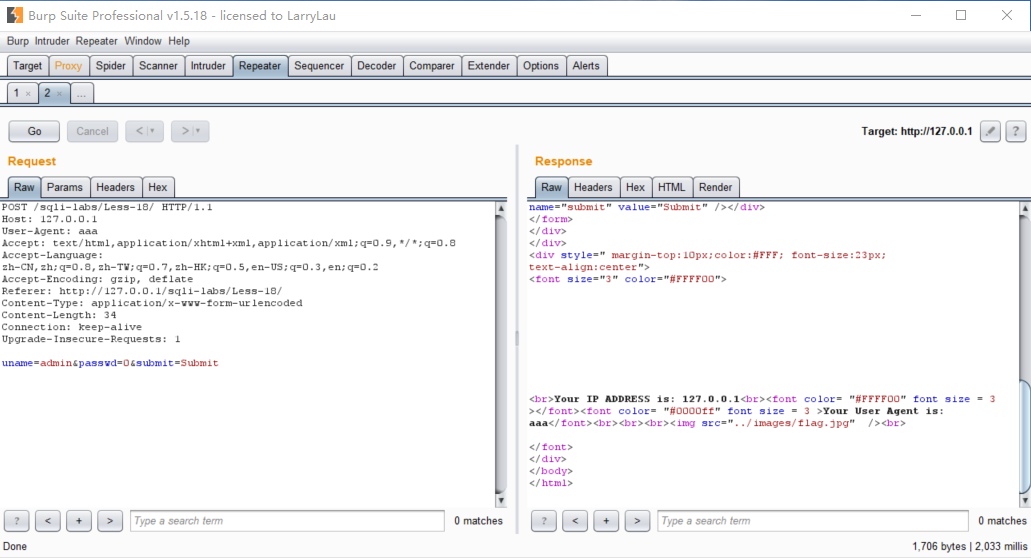 Burp Suite Professional v1.5.18 - licensed to LarryLau
Burp Intruder Repeater Window Help
Target Proxy Spider Scanner Intruder Repeater Sequencer Decoder Comparer Extender Options Alerts
1 × 2 × ...
Go Cancel < | ▾ > | ▾ Target: http://127.0.0.1 ?
Request
Raw Params Headers Hex
POST /sqli-labs/Less-18/ HTTP/1.1
Host: 127.0.0.1
User-Agent: aaa
Accept: text/html,application/xhtml+xml,application/xml;q=0.9,*/*;q=0.8
Accept-Language:
zh-CN,zh;q=0.8,zh-TW;q=0.7,zh-HK;q=0.5,en-US;q=0.3,en;q=0.2
Accept-Encoding: gzip, deflate
Referer: http://127.0.0.1/sqli-labs/Less-18/
Content-Type: application/x-www-form-urlencoded
Content-Length: 34
Connection: keep-alive
Upgrade-Insecure-Requests: 1
uname=admin&passwd=0&submit=Submit
? < + > Type a search term 0 matches
Response
Raw Headers Hex HTML Render
name="submit" value="Submit" /></div>
</form>
</div>
</div>
<div style=" margin-top:10px;color:#FFF; font-size:23px;
text-align:center">
<font size="3" color="#FFFF00">
<br>Your IP ADDRESS is: 127.0.0.1<br><font color= "#FFFF00" font size = 3
></font><font color= "#0000ff" font size = 3 >Your User Agent is:
aaa</font><br><br><br><img src="../images/flag.jpg"  /><br>
</font>
</div>
</body>
</html>
? < + > Type a search term 0 matches
Done 1,706 bytes | 2,033 millis